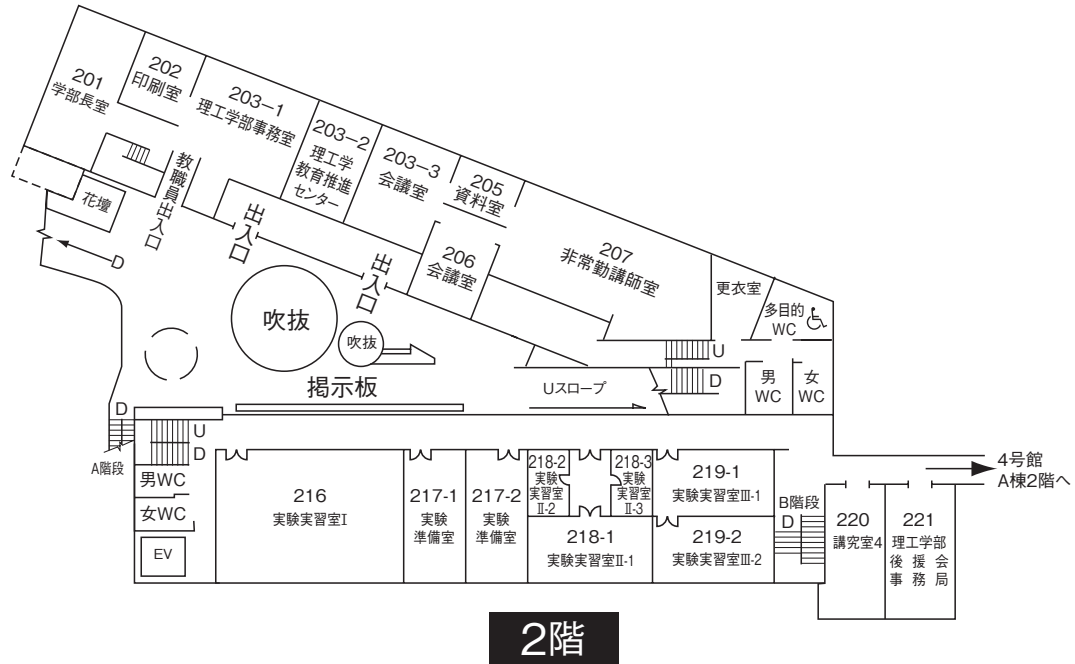 201
学部長室
202
印刷室
203−1
理工学部事務室
203−2
理工学
教育推進
センター
203−3
会議室
205
資料室
206
会議室
207
非常勤講師室
更衣室
多目的
WC
花壇
教職員出入口
出入口
出入口
D
吹抜
吹抜
掲示板
Uスロープ
U
D
男
WC
女
WC
D
A階段
U
D
男WC
女WC
EV
216
実験実習室Ⅰ
217-1
実験
準備室
217-2
実験
準備室
218-2
実験
実習室
Ⅱ-2
218-3
実験
実習室
Ⅱ-3
218-1
実験実習室Ⅱ-1
219-1
実験実習室Ⅲ-1
219-2
実験実習室Ⅲ-2
B階段
D
220
講究室4
221
理工学部
後援会
事務局
4号館
A棟2階へ
2階